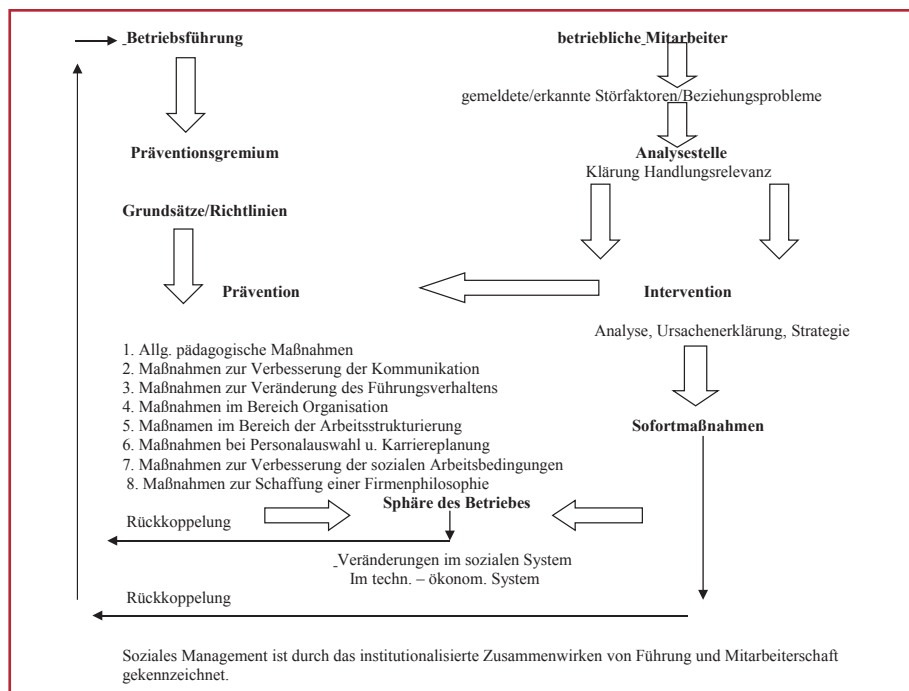 _Betriebsführung
betriebliche_Mitarbeiter
gemeldete/erkannte Störfaktoren/Beziehungsprobleme
Präventionsgremium
Analysestelle
Klärung Handlungsrelevanz
Grundsätze/Richtlinien
Prävention
Intervention
Analyse, Ursachenerklärung, Strategie
1. Allg. pädagogische Maßnahmen
2. Maßnahmen zur Verbesserung der Kommunikation
3. Maßnahmen zur Veränderung des Führungsverhaltens
4. Maßnahmen im Bereich Organisation
5. Maßnamen im Bereich der Arbeitsstrukturierung
6. Maßnahmen bei Personalauswahl u. Karriereplanung
7. Maßnahmen zur Verbesserung der sozialen Arbeitsbedingungen
8. Maßnahmen zur Schaffung einer Firmenphilosophie
Sofortmaßnahmen
Sphäre des Betriebes
Rückkoppelung
_Veränderungen im sozialen System
Im techn. – ökonom. System
Rückkoppelung
Soziales Management ist durch das institutionalisierte Zusammenwirken von Führung und Mitarbeiterschaft
gekennzeichnet.